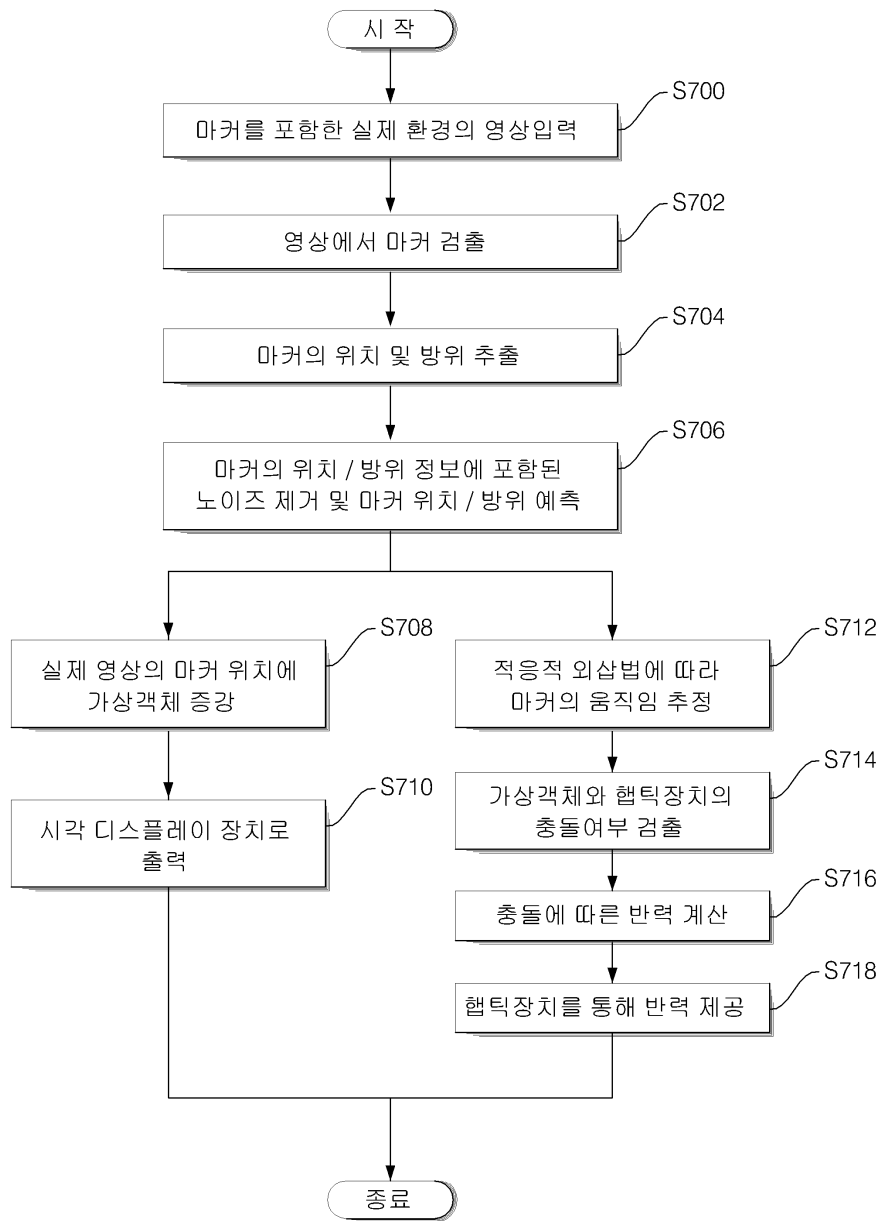 시 작
S700
마커를 포함한 실제 환경의 영상입력
S702
영상에서 마커 검출
S704
마커의 위치 및 방위 추출
S706
마커의 위치 / 방위 정보에 포함된
노이즈 제거 및 마커 위치 / 방위 예측
S708
실제 영상의 마커 위치에
가상객체 증강
S710
시각 디스플레이 장치로
출력
S712
적응적 외삽법에 따라
마커의 움직임 추정
S714
가상객체와 햅틱장치의
충돌여부 검출
S716
충돌에 따른 반력 계산
S718
햅틱장치를 통해 반력 제공
종료